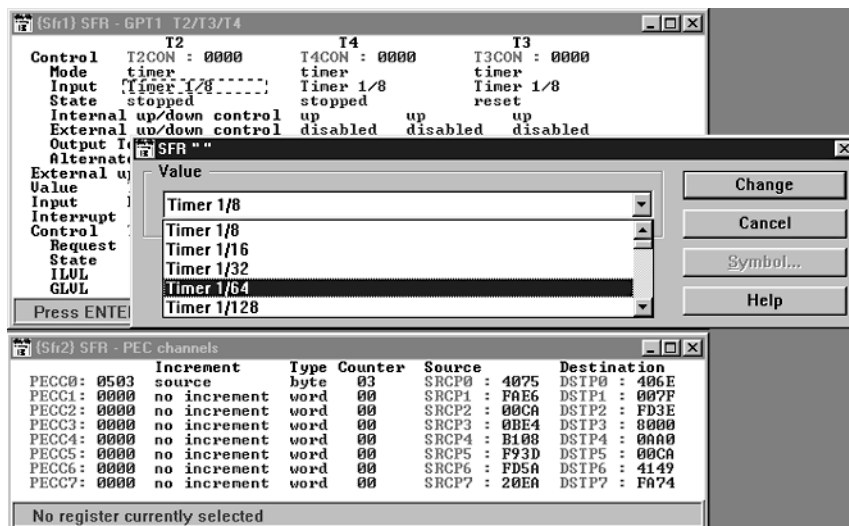 {Sfr1} SFR - GPT1 T2/T3/T4
T2 T4 T3
Control T2CON : 0000 T4CON : 0000 T3CON : 0000
Mode timer timer timer
Input Timer 1/8 Timer 1/8 Timer 1/8
State stopped stopped reset
Internal up/down control up up up
External up/down control disabled disabled disabled
Output
Alternate
External
Value
Input
Interrupt
Control
Request
State
ILVL
GLVL
Press ENTE
SFR " "
Value
Timer 1/8
Timer 1/8
Timer 1/16
Timer 1/32
Timer 1/64
Timer 1/128
Change
Cancel
Symbol...
Help
{Sfr2} SFR - PEC channels
Increment Type Counter Source Destination
PECC0: 0503 source byte 03 SRCP0 : 4075 DSTP0 : 406E
PECC1: 0000 no increment word 00 SRCP1 : FAE6 DSTP1 : 007F
PECC2: 0000 no increment word 00 SRCP2 : 00CA DSTP2 : FD3E
PECC3: 0000 no increment word 00 SRCP3 : 0BE4 DSTP3 : 8000
PECC4: 0000 no increment word 00 SRCP4 : B108 DSTP4 : 0AA0
PECC5: 0000 no increment word 00 SRCP5 : F93D DSTP5 : 00CA
PECC6: 0000 no increment word 00 SRCP6 : FD5A DSTP6 : 4149
PECC7: 0000 no increment word 00 SRCP7 : 20EA DSTP7 : FA74
No register currently selected